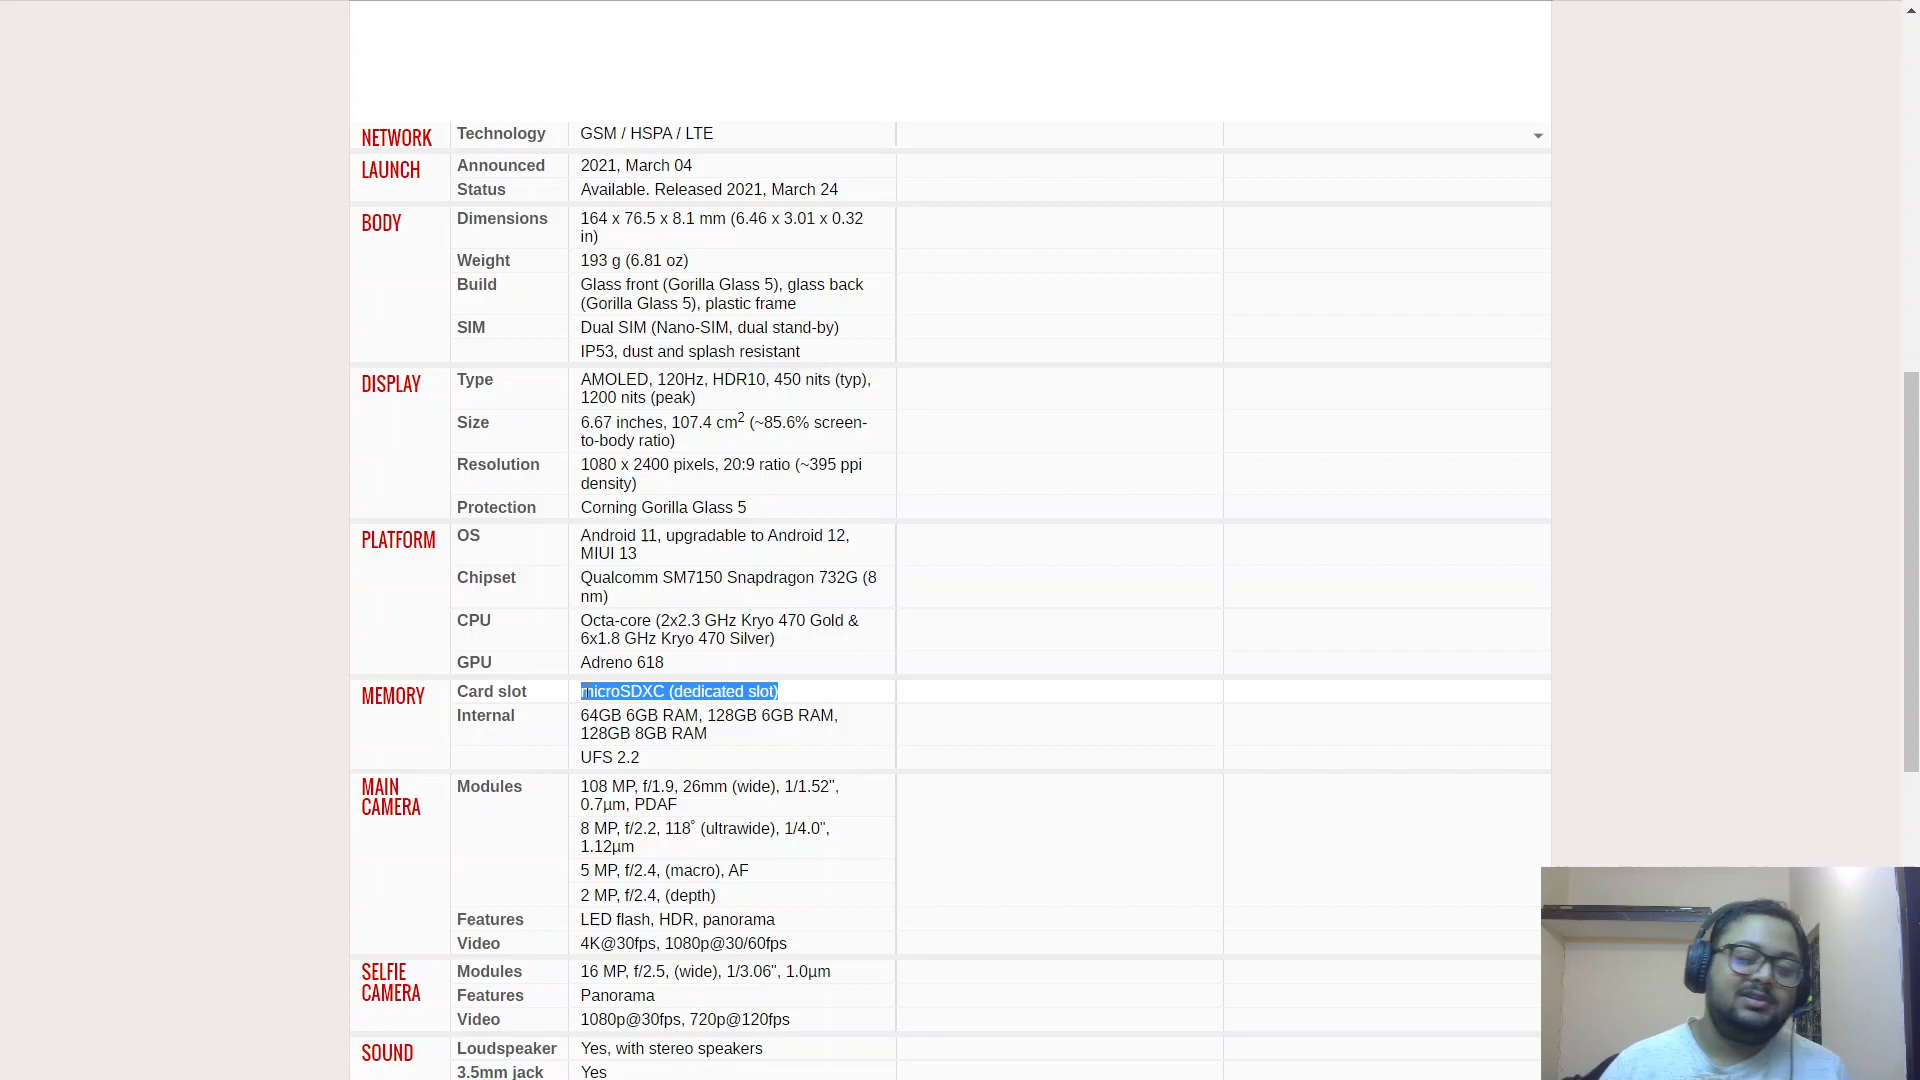 NETWORK Technology GSM / HSPA / LTE
LAUNCH Announced 2021, March 04
Status Available. Released 2021, March 24
BODY Dimensions 164 x 76.5 x 8.1 mm (6.46 x 3.01 x 0.32
in)
Weight 193 g (6.81 oz)
Build Glass front (Gorilla Glass 5), glass back
(Gorilla Glass 5), plastic frame
SIM Dual SIM (Nano-SIM, dual stand-by)
IP53, dust and splash resistant
DISPLAY Type AMOLED, 120Hz, HDR10, 450 nits (typ),
1200 nits (peak)
Size 6.67 inches, 107.4 cm² (~85.6% screen-
to-body ratio)
Resolution 1080 x 2400 pixels, 20:9 ratio (~395 ppi
density)
Protection Corning Gorilla Glass 5
PLATFORM OS Android 11, upgradable to Android 12,
MIUI 13
Chipset Qualcomm SM7150 Snapdragon 732G (8
nm)
CPU Octa-core (2x2.3 GHz Kryo 470 Gold &
6x1.8 GHz Kryo 470 Silver)
GPU Adreno 618
MEMORY Card slot microSDXC (dedicated slot)
Internal 64GB 6GB RAM, 128GB 6GB RAM,
128GB 8GB RAM
UFS 2.2
MAIN
CAMERA
Modules 108 MP, f/1.9, 26mm (wide), 1/1.52", 
0.7µm, PDAF
8 MP, f/2.2, 118˚ (ultrawide), 1/4.0",
1.12µm
5 MP, f/2.4, (macro), AF
2 MP, f/2.4, (depth)
Features LED flash, HDR, panorama
Video 4K@30fps, 1080p@30/60fps
SELFIE
CAMERA
Modules 16 MP, f/2.5, (wide), 1/3.06", 1.0µm
Features Panorama
Video 1080p@30fps, 720p@120fps
SOUND Loudspeaker Yes, with stereo speakers
3.5mm jack Yes